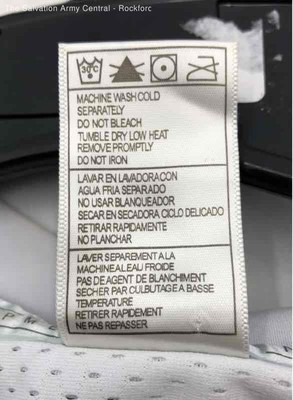 The Salvation Army Central - Rockford
30°C
MACHINE WASH COLD
SEPARATELY
DO NOT BLEACH
TUMBLE DRY LOW HEAT
REMOVE PROMPTLY
DO NOT IRON
LAVAR EN LAVADORA CON
AGUA FRIA SEPARADO
NO USAR BLANQUEADOR
SECAR EN SECADORA CICLO DELICADO
RETIRAR RAPIDAMENTE
NO PLANCHAR
LAVER SEPAREMENT A LA
MACHINE AL EAU FROIDE
PAS DE AGENT DE BLANCHIMENT
SECHER PAR CULBUTAGE A BASSE
TEMPERATURE
RETIRER RAPIDEMENT
NE PAS REPASSER